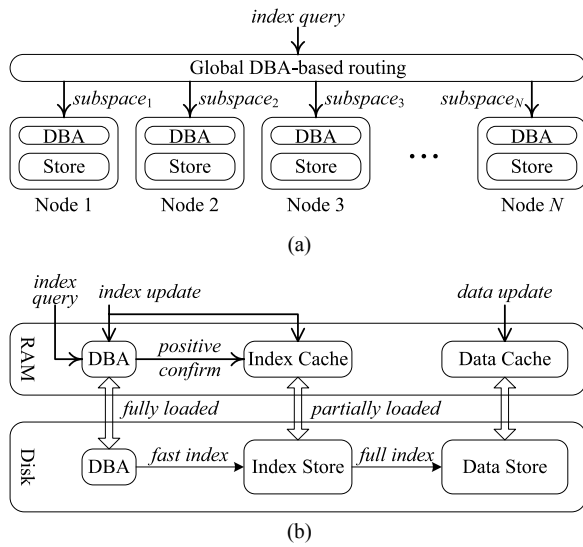 index query
Global DBA-based routing
subspace1 subspace2 subspace3 subspaceN
DBA DBA DBA DBA
Store Store Store ... Store
Node 1 Node 2 Node 3 Node N
(a)
index query
index update
data update
RAM
DBA
positive confirm
Index Cache
Data Cache
fully loaded
partially loaded
Disk
DBA
fast index
Index Store
full index
Data Store
(b)